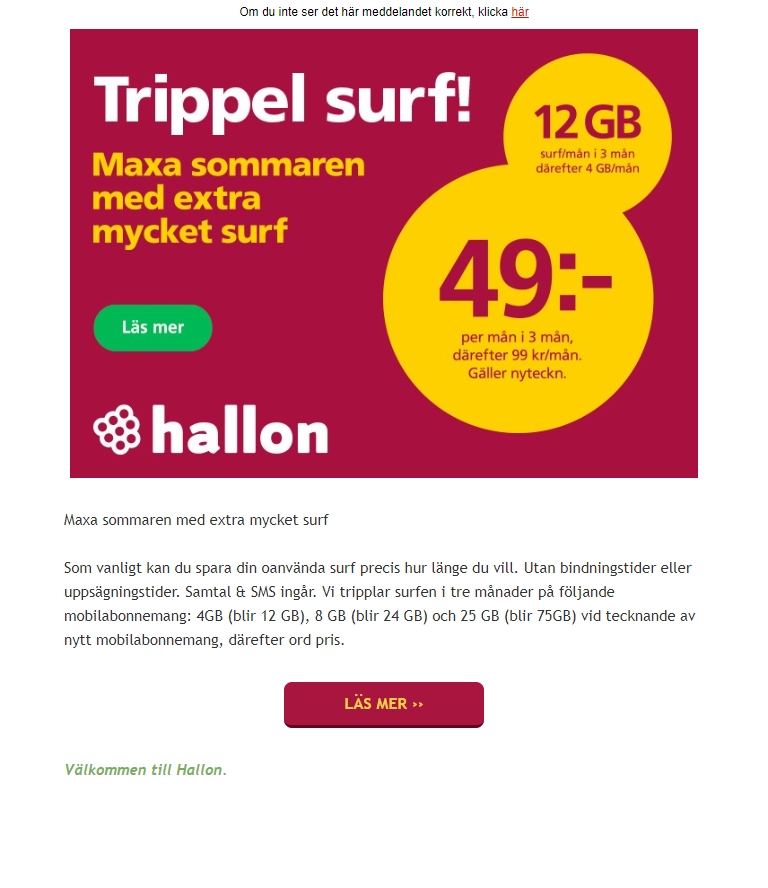 Om du inte ser det här meddelandet korrekt, klicka här
Trippel surf!
Maxa sommaren
med extra
mycket surf
12 GB
surf/mån i 3 mån
därefter 4 GB/mån
49:-
per mån i 3 mån,
därefter 99 kr/mån.
Gäller nyteckn.
Läs mer
hallon
Maxa sommaren med extra mycket surf
Som vanligt kan du spara din oanvända surf precis hur länge du vill. Utan bindningstider eller
uppsägningstider. Samtal & SMS ingår. Vi tripplar surfen i tre månader på följande
mobilabonnemang: 4GB (blir 12 GB), 8 GB (blir 24 GB) och 25 GB (blir 75GB) vid tecknande av
nytt mobilabonnemang, därefter ord pris.
LÄS MER ››
Välkommen till Hallon.